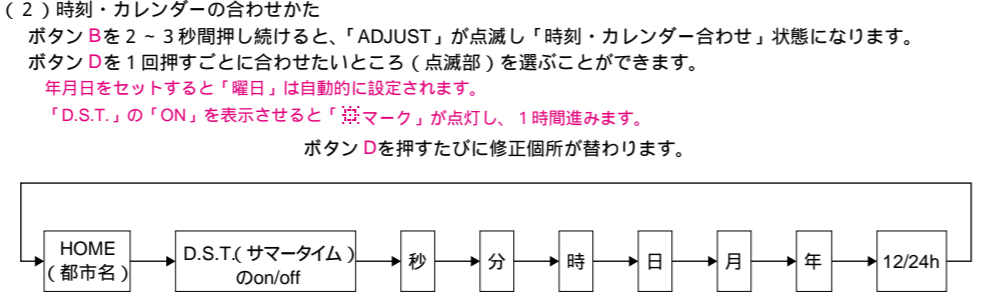 (2)時刻・カレンダーの合わせかた
ボタンBを2~3秒間押し続けると、「ADJUST」が点滅し「時刻・カレンダー合わせ」状態になります。
ボタンDを1回押すごとに合わせたいところ(点滅部)を選ぶことができます。
年月日をセットすると「曜日」は自動的に設定されます。
「D.S.T.」の「ON」を表示させると「マーク」が点灯し、1時間進みます。
ボタンDを押すたびに修正個所が替わります。
HOME
(都市名)
D.S.T.(サマータイム)
のon/off
秒
分
時
日
月
年
12/24h